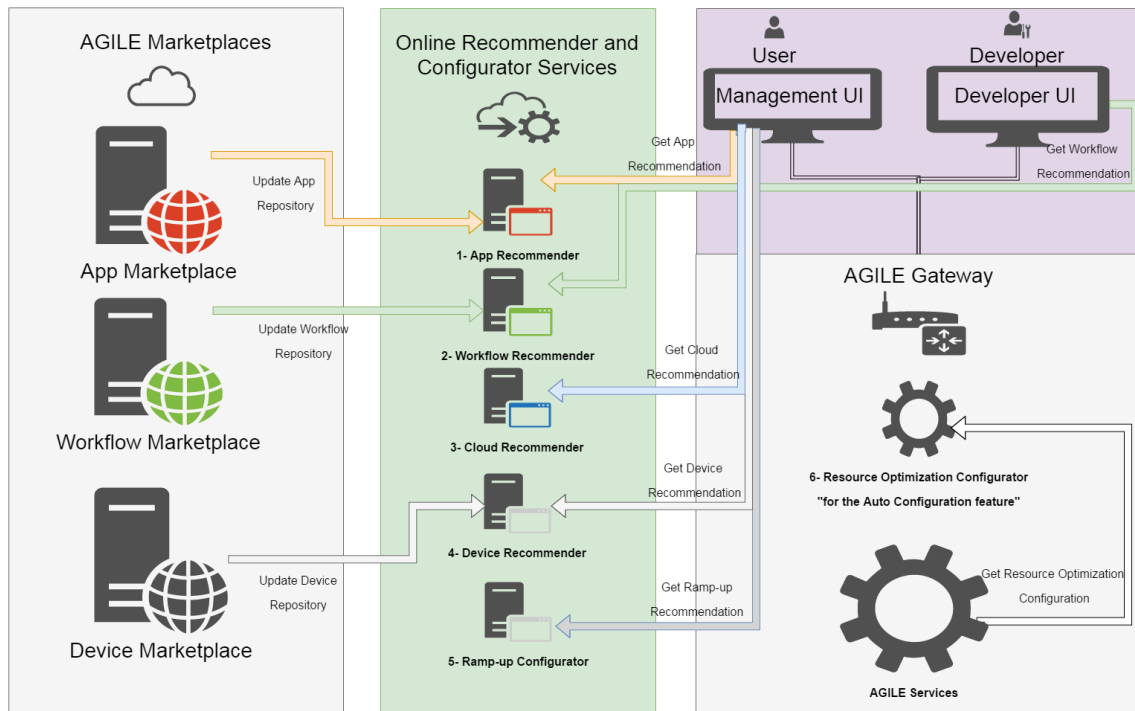 AGILE Marketplaces
Update App
Repository
App Marketplace
Update Workflow
Repository
Workflow Marketplace
Update Device
Repository
Device Marketplace
Online Recommender and
Configurator Services
1- App Recommender
2- Workflow Recommender
3- Cloud Recommender
4- Device Recommender
5- Ramp-up Configurator
User
Management UI
Developer
Developer UI
Get App
Recommendation
Get Workflow
Recommendation
Get Cloud
Recommendation
Get Device
Recommendation
Get Ramp-up
Recommendation
AGILE Gateway
6- Resource Optimization Configurator
"for the Auto Configuration feature"
Get Resource Optimization
Configuration
AGILE Services